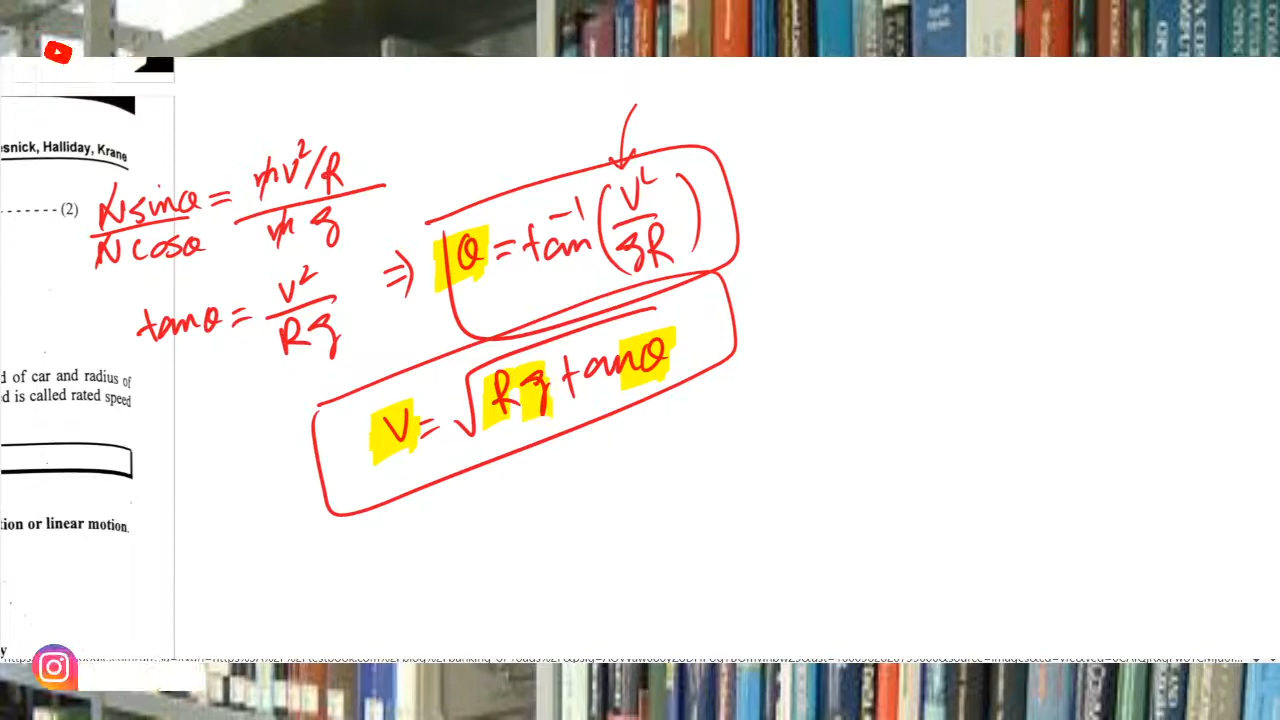 esnick, Halliday, Krane
------(2)
N sinθ / N cosθ = mv²/R / mg
tanθ = v² / Rg
⇒ θ = tan⁻¹ (v² / gR)
v = √Rg tanθ
d of car and radius of
d is called rated speed
tion or linear motion.
y